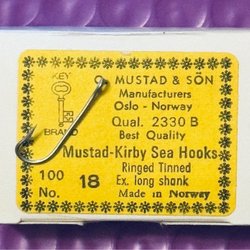 KEY
BRAND
O. MUSTAD & SÖN
Manufacturers
Oslo - Norway
Qual. 2330 B
Best Quality
Mustad-Kirby Sea Hooks
Ringed Tinned
Ex. long shank
100
No. 18
Made in Norway